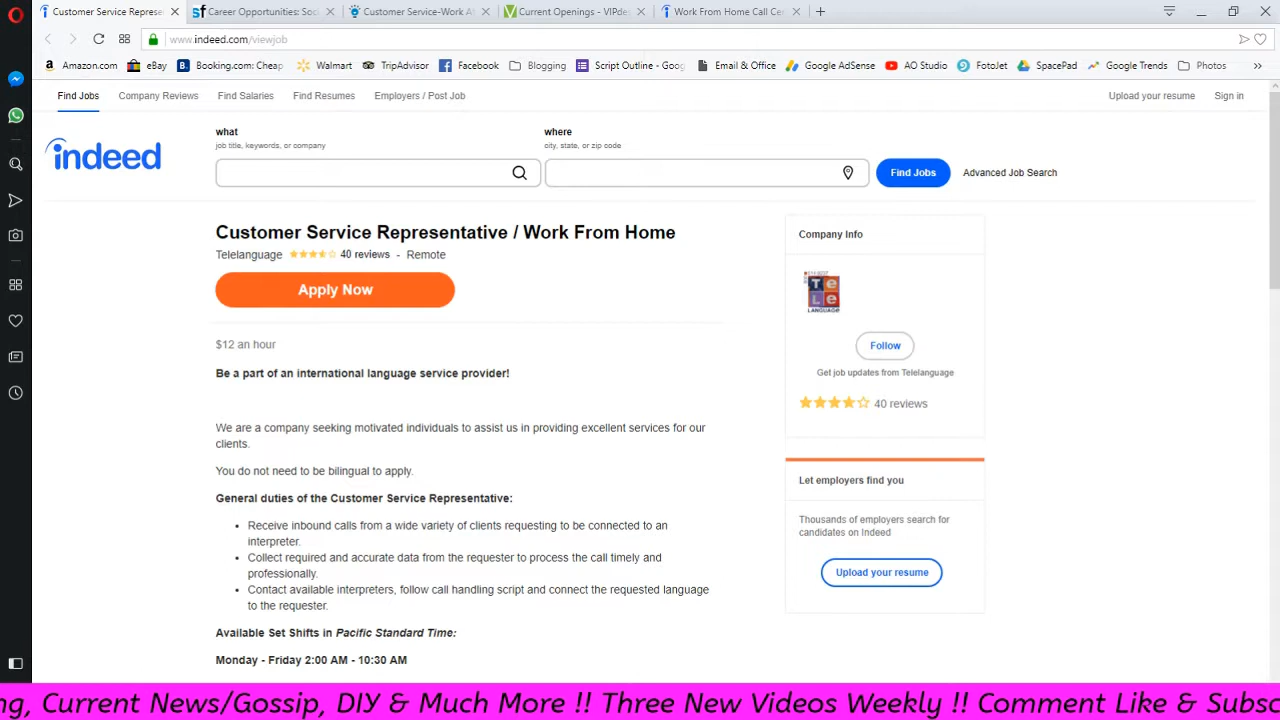 Customer Service Represe
Career Opportunities: Soci
Customer Service-Work A
Current Openings - VIPdes
Work From Home Call Ce
www.indeed.com/viewjob
Amazon.com
eBay
Booking.com: Cheap
Walmart
TripAdvisor
Facebook
Blogging
Script Outline - Goog
Email & Office
Google AdSense
AO Studio
FotoJet
SpacePad
Google Trends
Photos
Find Jobs
Company Reviews
Find Salaries
Find Resumes
Employers / Post Job
Upload your resume
Sign in
what
job title, keywords, or company
where
city, state, or zip code
indeed
Find Jobs
Advanced Job Search
Customer Service Representative / Work From Home
Telelanguage 40 reviews - Remote
Apply Now
$12 an hour
Be a part of an international language service provider!
We are a company seeking motivated individuals to assist us in providing excellent services for our
clients.
You do not need to be bilingual to apply.
General duties of the Customer Service Representative:
• Receive inbound calls from a wide variety of clients requesting to be connected to an
interpreter.
• Collect required and accurate data from the requester to process the call timely and
professionally.
• Contact available interpreters, follow call handling script and connect the requested language
to the requester.
Available Set Shifts in Pacific Standard Time:
Monday - Friday 2:00 AM - 10:30 AM
Company Info
Te
Le
LANGUAGE
Follow
Get job updates from Telelanguage
40 reviews
Let employers find you
Thousands of employers search for
candidates on Indeed
Upload your resume
ng, Current News/Gossip, DIY & Much More !! Three New Videos Weekly !! Comment Like & Subsc